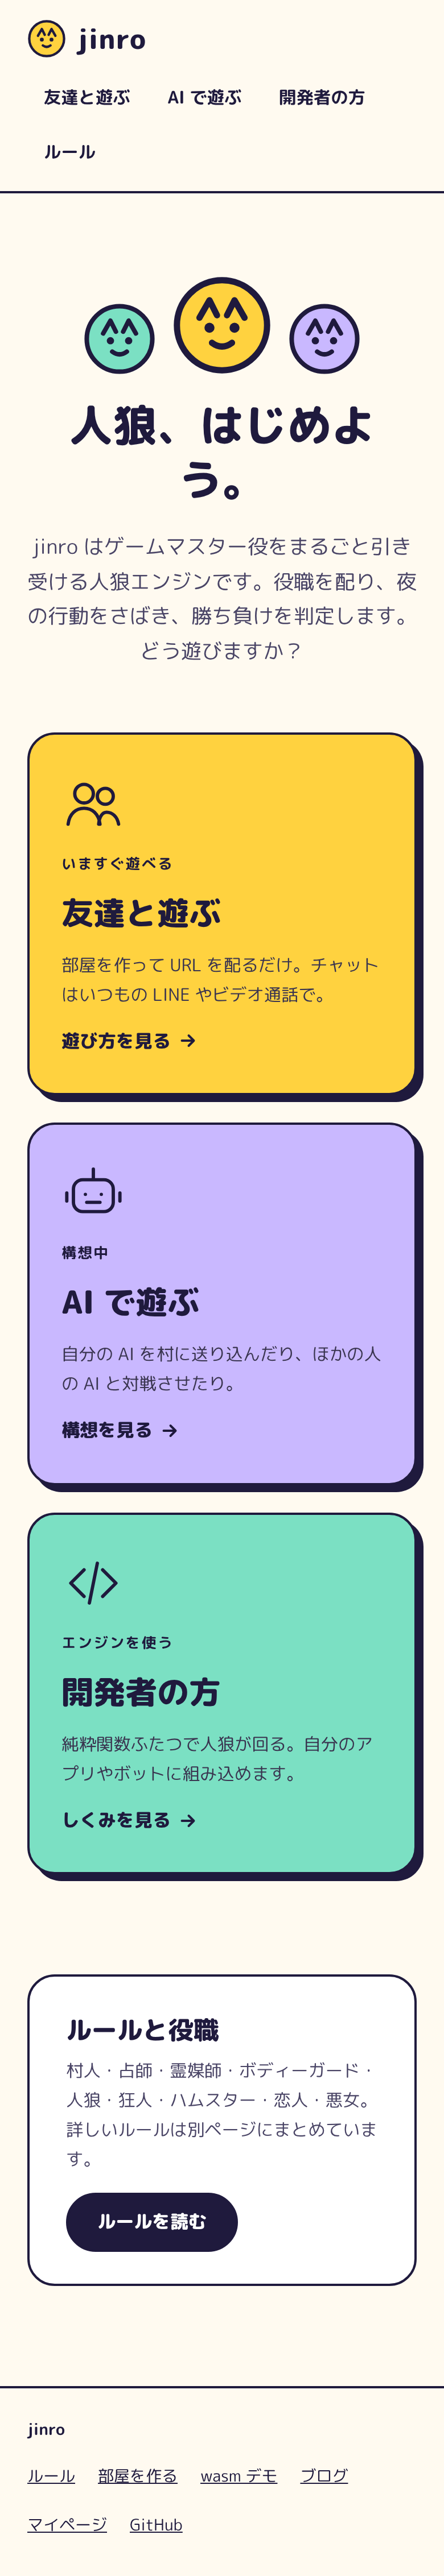 jinro
友達と遊ぶ AI で遊ぶ 開発者の方
ルール
人狼、はじめよ
う。
jinro はゲームマスター役をまるごと引き
受ける人狼エンジンです。役職を配り、夜
の行動をさばき、勝ち負けを判定します。
どう遊びますか？
いますぐ遊べる
友達と遊ぶ
部屋を作って URL を配るだけ。チャット
はいつもの LINE やビデオ通話で。
遊び方を見る →
構想中
AI で遊ぶ
自分の AI を村に送り込んだり、ほかの人
の AI と対戦させたり。
構想を見る →
エンジンを使う
開発者の方
純粋関数ふたつで人狼が回る。自分のア
プリやボットに組み込めます。
しくみを見る →
ルールと役職
村人・占師・霊媒師・ボディーガード・
人狼・狂人・ハムスター・恋人・悪女。
詳しいルールは別ページにまとめていま
す。
ルールを読む
jinro
ルール 部屋を作る wasm デモ ブログ
マイページ GitHub